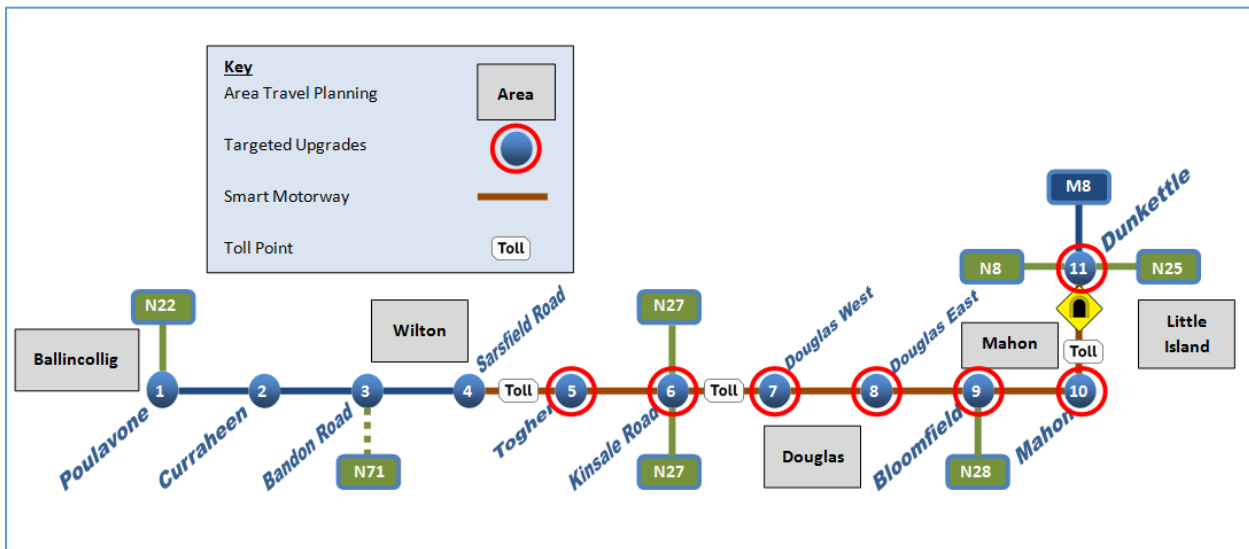 Key
Area Travel Planning
Area
Targeted Upgrades
Smart Motorway
Toll Point
Toll
M8
Dunkettle
N8
11
N25
N22
Wilton
Sarsfield Road
N27
Douglas West
Douglas East
Mahon
Little
Island
Ballincollig
Toll
1
2
3
4
Toll
5
6
Toll
7
8
9
10
Poulavone
Curraheen
Bandon Road
N71
Togher
Kinsale Road
N27
Douglas
Bloomfield
N28
Mahon